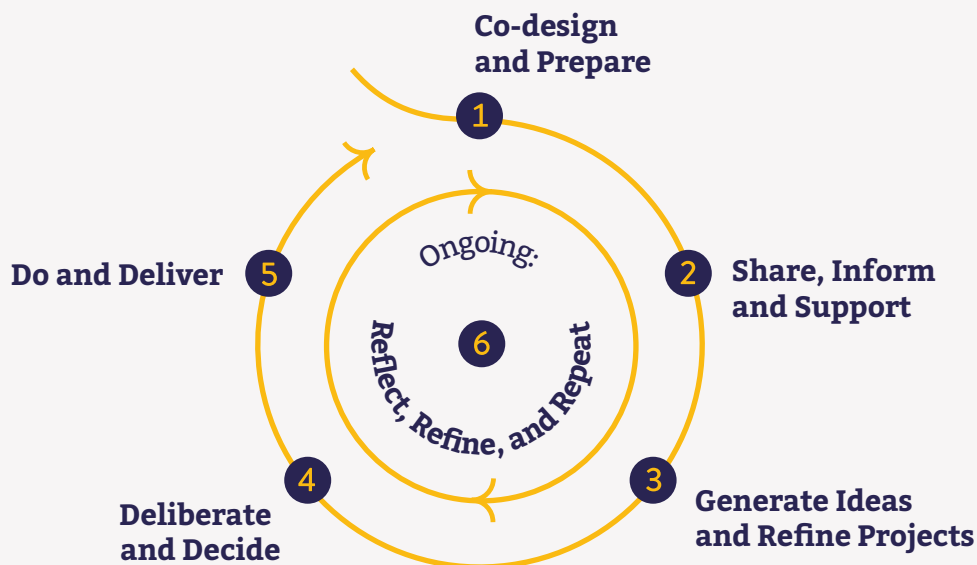 Co-design
and Prepare
1
2
Share, Inform
and Support
3
Generate Ideas
and Refine Projects
4
Deliberate
and Decide
5
Do and Deliver
Ongoing:
6
Reflect, Refine, and Repeat